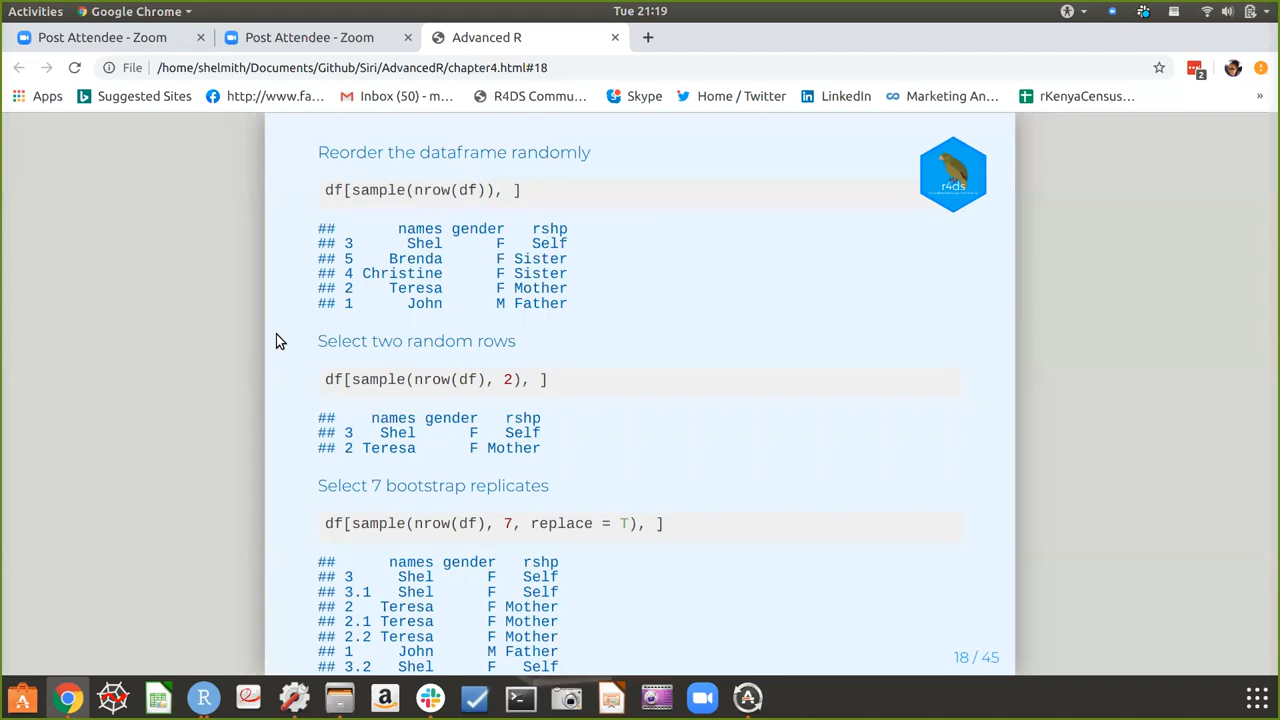 Activities
Google Chrome
Tue 21:19
Post Attendee - Zoom
Post Attendee - Zoom
Advanced R
File
/home/shelmith/Documents/Github/Siri/AdvancedR/chapter4.html#18
2
Apps
Suggested Sites
http://www.fa...
Inbox (50) - m...
R4DS Commu...
Skype
Home / Twitter
LinkedIn
Marketing An...
rKenyaCensus...
»
Reorder the dataframe randomly
r4ds
df[sample(nrow(df)), ]
## names gender rshp
## 3 Shel F Self
## 5 Brenda F Sister
## 4 Christine F Sister
## 2 Teresa F Mother
## 1 John M Father
Select two random rows
df[sample(nrow(df), 2), ]
## names gender rshp
## 3 Shel F Self
## 2 Teresa F Mother
Select 7 bootstrap replicates
df[sample(nrow(df), 7, replace = T), ]
## names gender rshp
## 3 Shel F Self
## 3.1 Shel F Self
## 2 Teresa F Mother
## 2.1 Teresa F Mother
## 2.2 Teresa F Mother
## 1 John M Father
## 3.2 Shel F Self
18 / 45